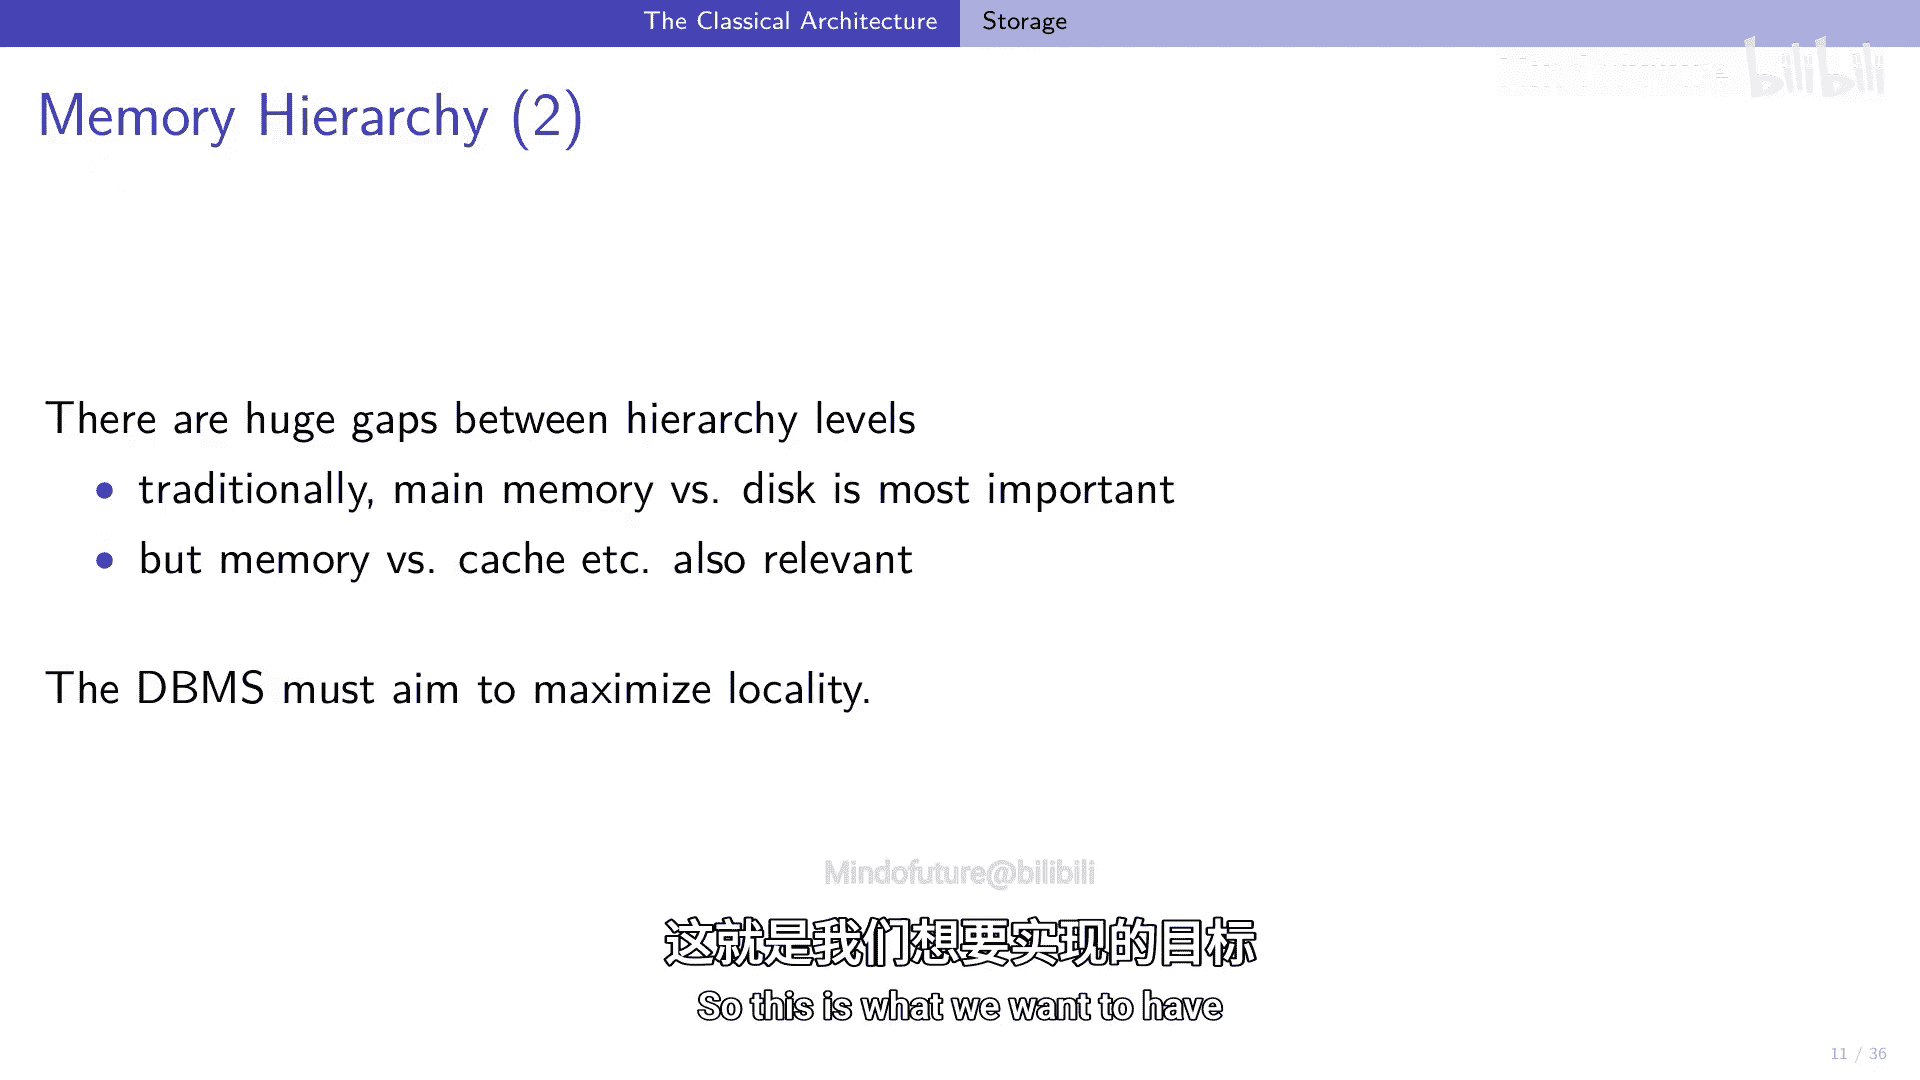 The Classical Architecture
Storage
bilibili
Memory Hierarchy (2)
There are huge gaps between hierarchy levels
• traditionally, main memory vs. disk is most important
• but memory vs. cache etc. also relevant
The DBMS must aim to maximize locality.
Mindofuture@bilibili
这就是我们想要实现的目标
So this is what we want to have
11 / 36